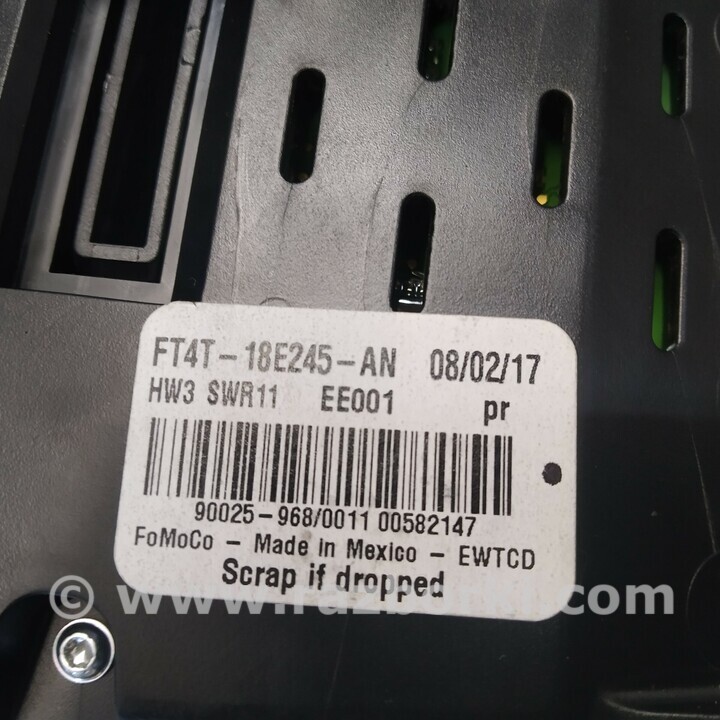 FT4T-18E245-AN 08/02/17
HW3 SWR11 EE001 pr
90025-968/0011 00582147
FoMoCo - Made in Mexico - EWTCD
Scrap if dropped